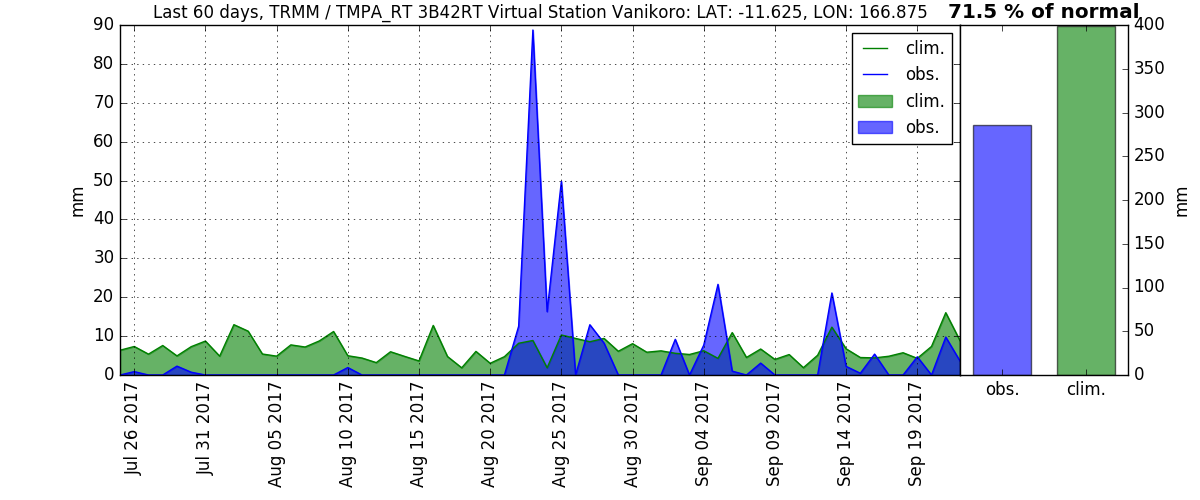 Last 60 days, TRMM / TMPA_RT 3B42RT Virtual Station Vanikoro: LAT: -11.625, LON: 166.875
71.5 % of normal
90
80
70
60
50
40
30
20
10
0
mm
clim.
obs.
clim.
obs.
400
350
300
250
200
150
100
50
0
mm
obs.
clim.
Jul 26 2017
Jul 31 2017
Aug 05 2017
Aug 10 2017
Aug 15 2017
Aug 20 2017
Aug 25 2017
Aug 30 2017
Sep 04 2017
Sep 09 2017
Sep 14 2017
Sep 19 2017